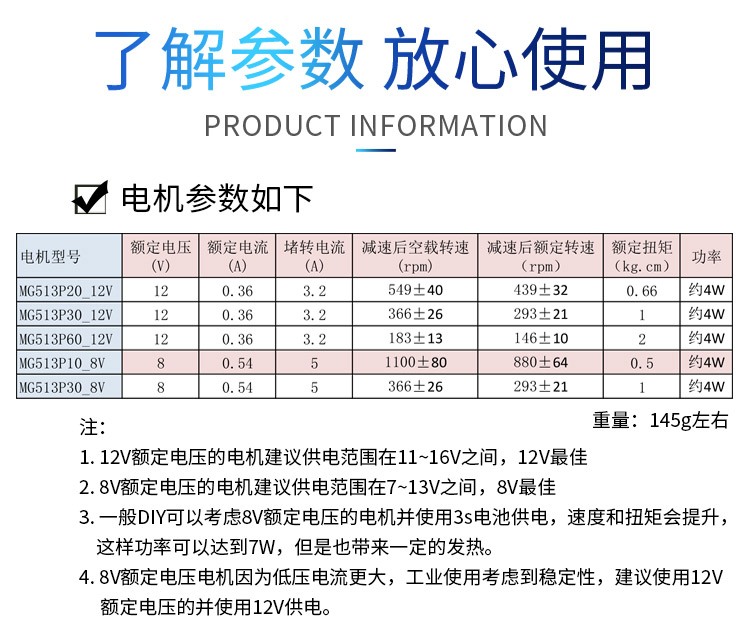 了解参数 放心使用
PRODUCT INFORMATION
电机参数如下
电机型号 额定电压(V) 额定电流(A) 堵转电流(A) 减速后空载转速(rpm) 减速后额定转速(rpm) 额定扭矩(kg.cm) 功率
MG513P20_12V 12 0.36 3.2 549±40 439±32 0.66 约4W
MG513P30_12V 12 0.36 3.2 366±26 293±21 1 约4W
MG513P60_12V 12 0.36 3.2 183±13 146±10 2 约4W
MG513P10_8V 8 0.54 5 1100±80 880±64 0.5 约4W
MG513P30_8V 8 0.54 5 366±26 293±21 1 约4W
重量：145g左右
注：
1. 12V额定电压的电机建议供电范围在11~16V之间，12V最佳
2. 8V额定电压的电机建议供电范围在7~13V之间，8V最佳
3. 一般DIY可以考虑8V额定电压的电机并使用3s电池供电，速度和扭矩会提升，
这样功率可以达到7W，但是也带来一定的发热。
4. 8V额定电压电机因为低压电流更大，工业使用考虑到稳定性，建议使用12V
额定电压的并使用12V供电。